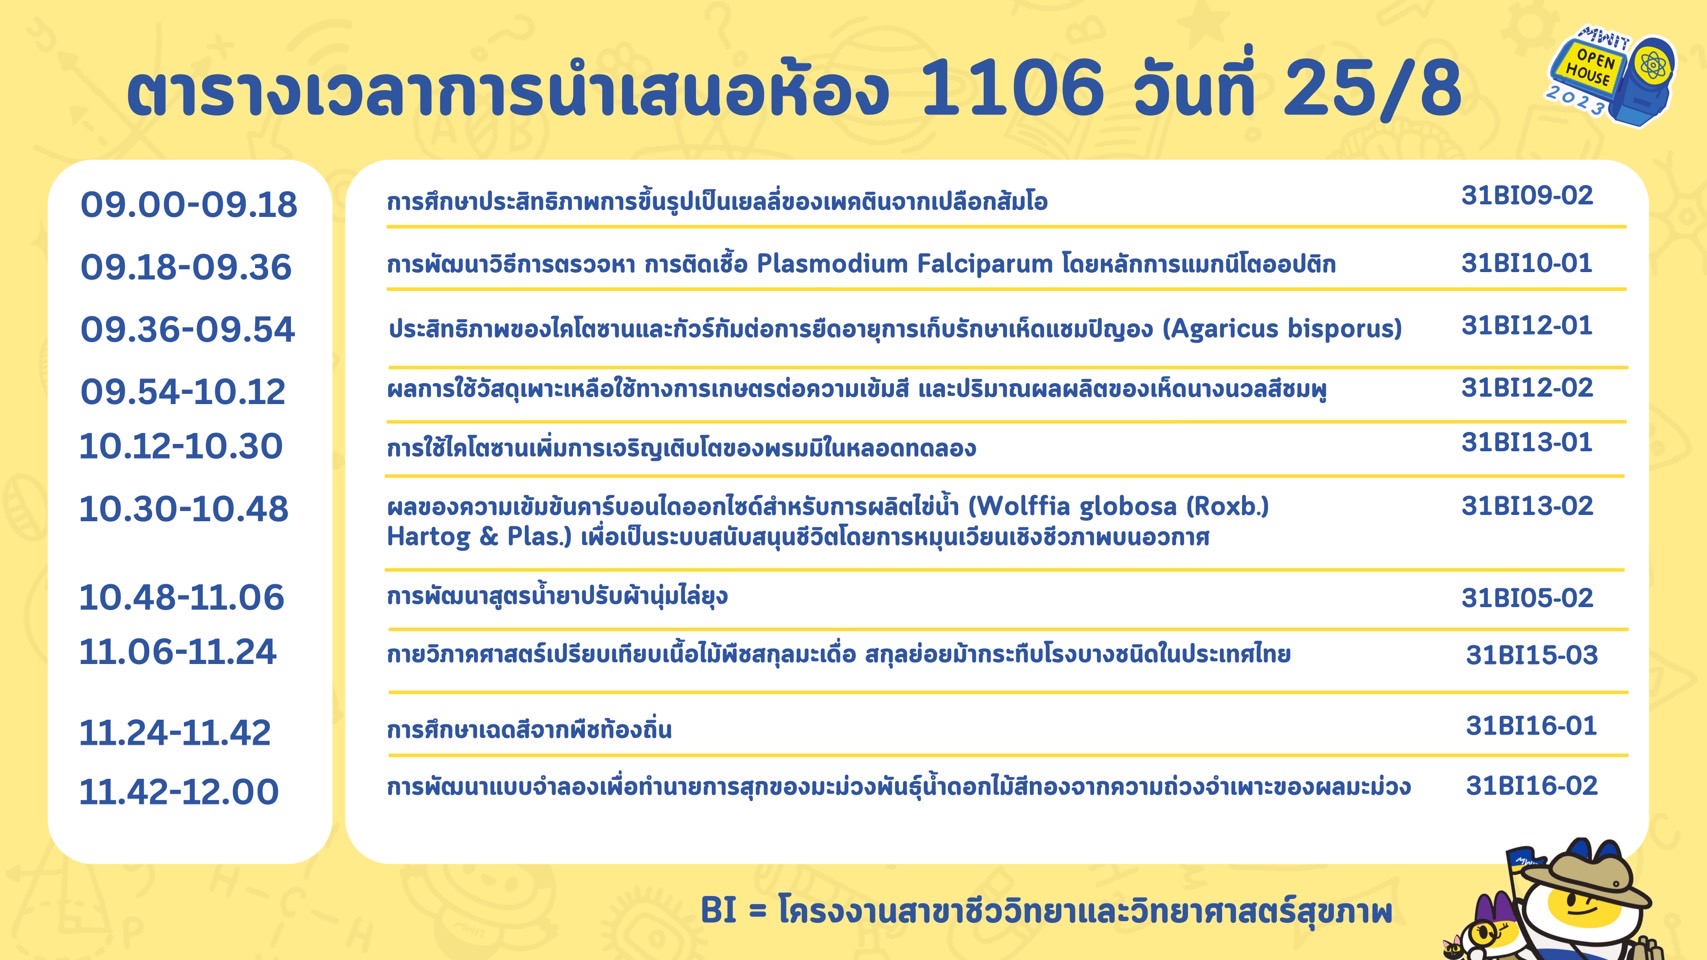 ตารางเวลาการนำเสนอห้อง 1106 วันที่ 25/8
MWIT
OPEN
HOUSE
2023
09.00-09.18 การศึกษาประสิทธิภาพการขึ้นรูปเป็นเยลลี่ของเพคตินจากเปลือกส้มโอ 31BI09-02
09.18-09.36 การพัฒนาวิธีการตรวจหา การติดเชื้อ Plasmodium Falciparum โดยหลักการแมกนีโตออปติก 31BI10-01
09.36-09.54 ประสิทธิภาพของไคโตซานและกัวร์กัมต่อการยืดอายุการเก็บรักษาเห็ดแชมปิญอง (Agaricus bisporus) 31BI12-01
09.54-10.12 ผลการใช้วัสดุเพาะเหลือใช้ทางการเกษตรต่อความเข้มสี และปริมาณผลผลิตของเห็ดนางนวลสีชมพู 31BI12-02
10.12-10.30 การใช้ไคโตซานเพิ่มการเจริญเติบโตของพรมมิในหลอดทดลอง 31BI13-01
10.30-10.48 ผลของความเข้มข้นคาร์บอนไดออกไซด์สำหรับการผลิตไข่น้ำ (Wolffia globosa (Roxb.) 31BI13-02
Hartog & Plas.) เพื่อเป็นระบบสนับสนุนชีวิตโดยการหมุนเวียนเชิงชีวภาพบนอวกาศ
10.48-11.06 การพัฒนาสูตรน้ำยาปรับผ้านุ่มไล่ยุง 31BI05-02
11.06-11.24 กายวิภาคศาสตร์เปรียบเทียบเนื้อไม้พืชสกุลมะเดื่อ สกุลย่อยม้ากระทืบโรงบางชนิดในประเทศไทย 31BI15-03
11.24-11.42 การศึกษาเฉดสีจากพืชท้องถิ่น 31BI16-01
11.42-12.00 การพัฒนาแบบจำลองเพื่อทำนายการสุกของมะม่วงพันธุ์น้ำดอกไม้สีทองจากความถ่วงจำเพาะของผลมะม่วง 31BI16-02
BI = โครงงานสาขาชีววิทยาและวิทยาศาสตร์สุขภาพ